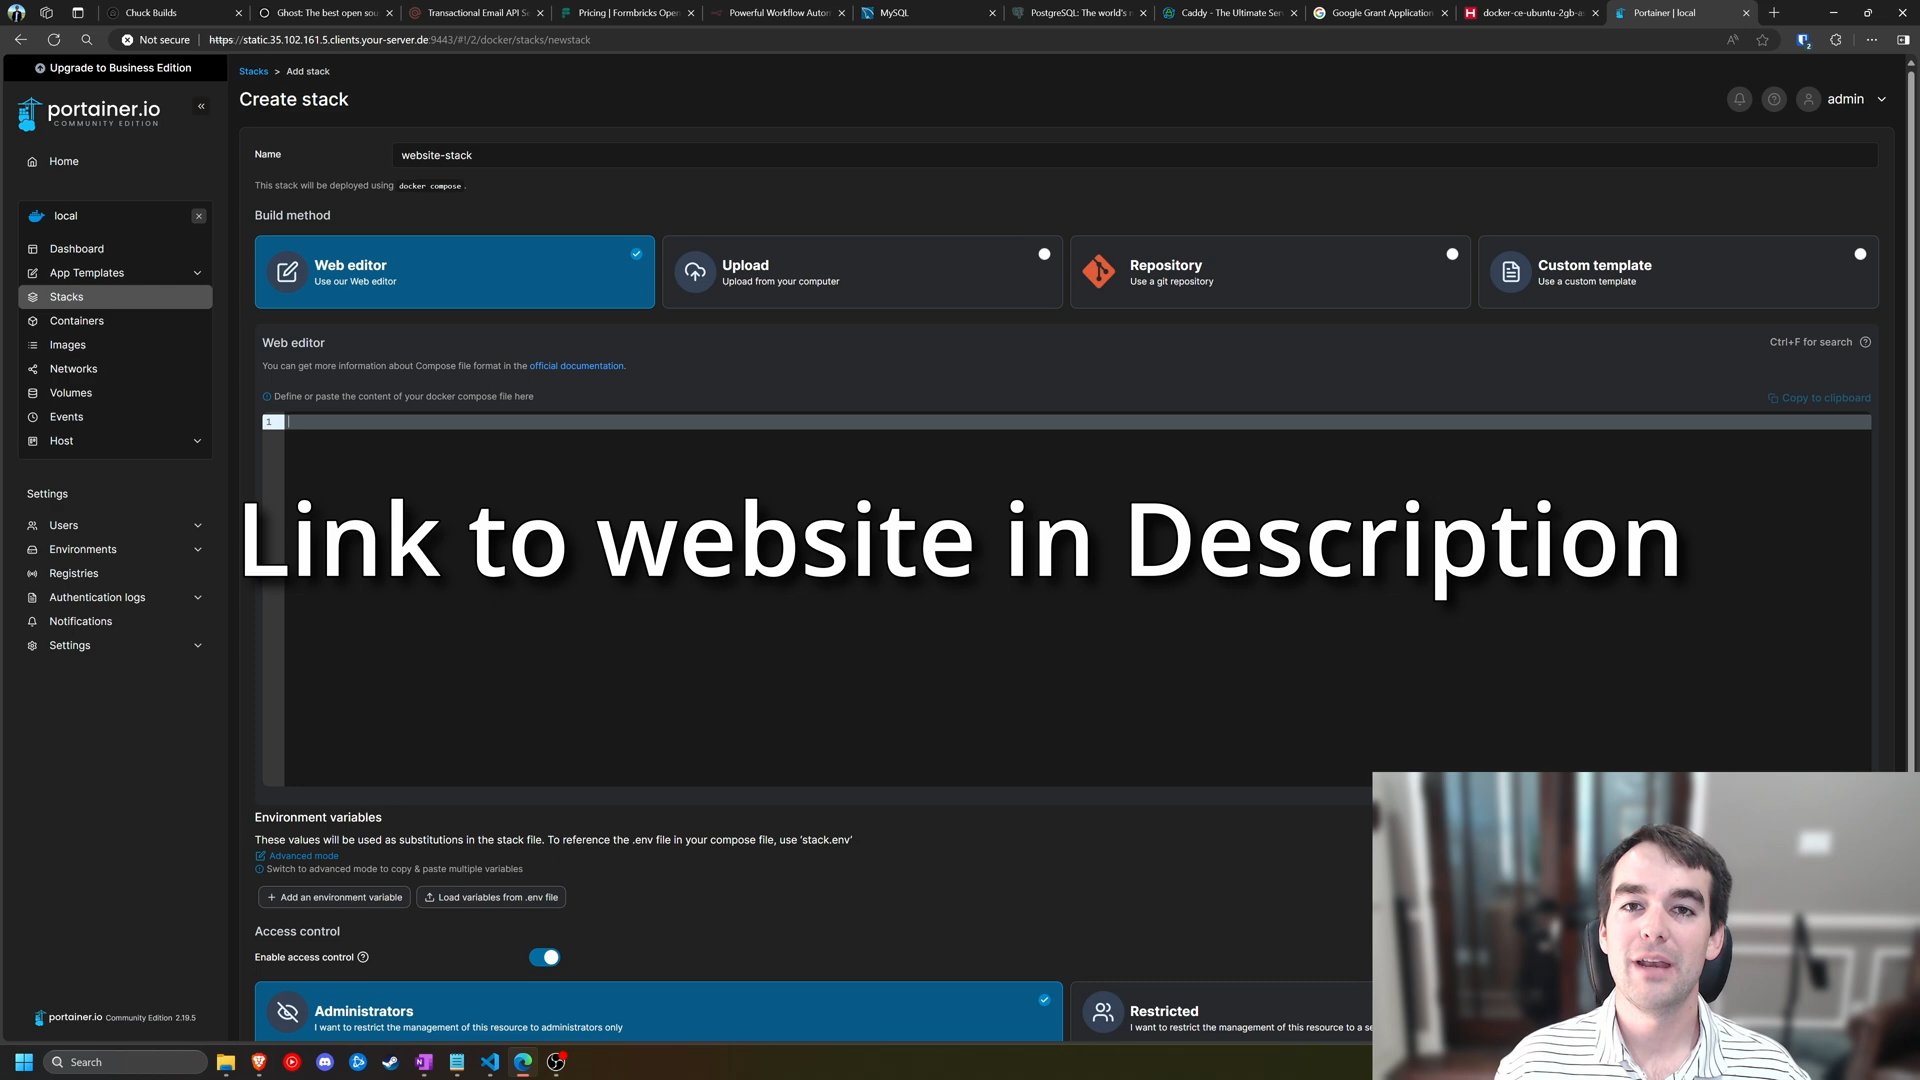 Chuck Builds
Ghost: The best open sou
Transactional Email API Se
Pricing | Formbricks Open
Powerful Workflow Autom
MySQL
PostgreSQL: The world's m
Caddy - The Ultimate Serv
Google Grant Application
docker-ce-ubuntu-2gb-as
Portainer | local
Not secure
https://static.35.102.161.5.clients.your-server.de:9443/#!/2/docker/stacks/newstack
2
Upgrade to Business Edition
portainer.io
COMMUNITY EDITION
Home
local
Dashboard
App Templates
Stacks
Containers
Images
Networks
Volumes
Events
Host
Settings
Users
Environments
Registries
Authentication logs
Notifications
Settings
portainer.io Community Edition 2.19.5
Stacks > Add stack
Create stack
admin
Name
website-stack
This stack will be deployed using docker compose .
Build method
Web editor
Use our Web editor
Upload
Upload from your computer
Repository
Use a git repository
Custom template
Use a custom template
Web editor
Ctrl+F for search
You can get more information about Compose file format in the official documentation.
Define or paste the content of your docker compose file here
Copy to clipboard
1
Link to website in Description
Environment variables
These values will be used as substitutions in the stack file. To reference the .env file in your compose file, use 'stack.env'
Advanced mode
Switch to advanced mode to copy & paste multiple variables
+ Add an environment variable
Load variables from .env file
Access control
Enable access control
Administrators
I want to restrict the management of this resource to administrators only
Restricted
I want to restrict the management of this resource to a se
Search